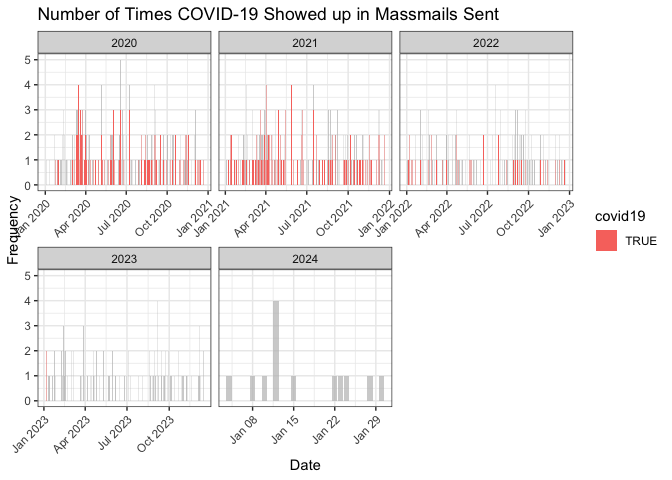 Number of Times COVID-19 Showed up in Massmails Sent
2020
2021
2022
5
4
3
2
1
0
Jan 2020
Apr 2020
Jul 2020
Oct 2020
Jan 2021
Jan 2021
Apr 2021
Jul 2021
Oct 2021
Jan 2022
Jan 2022
Apr 2022
Jul 2022
Oct 2022
Jan 2023
Frequency
covid19
TRUE
2023
2024
5
4
3
2
1
0
Jan 2023
Apr 2023
Jul 2023
Oct 2023
Jan 08
Jan 15
Jan 22
Jan 29
Date